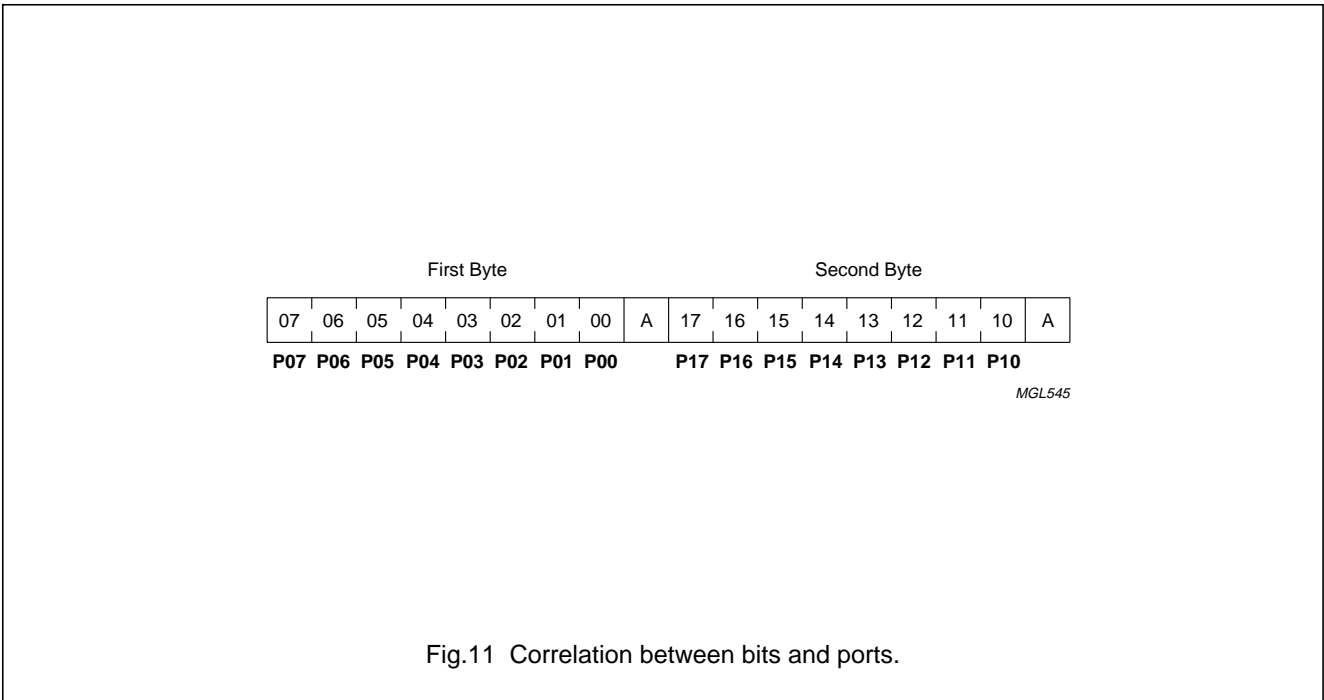 First Byte Second Byte
07 06 05 04 03 02 01 00 A 17 16 15 14 13 12 11 10 A
P07 P06 P05 P04 P03 P02 P01 P00 P17 P16 P15 P14 P13 P12 P11 P10
MGL545
Fig.11 Correlation between bits and ports.